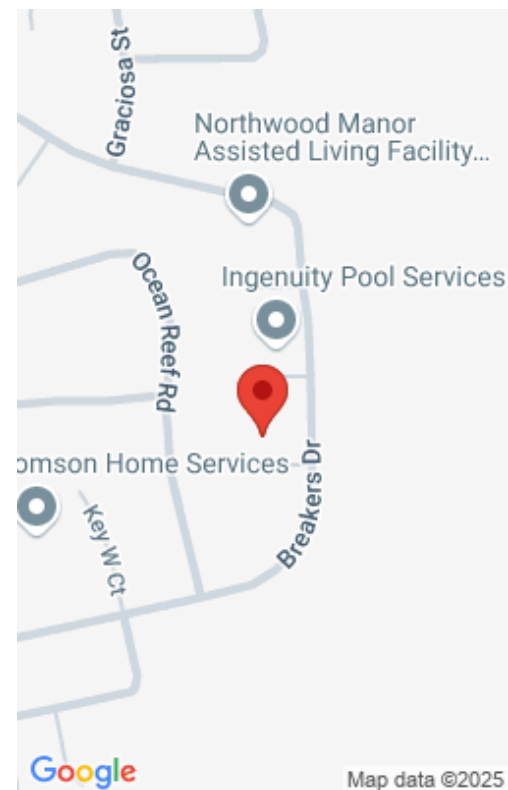 Graciosa St
Northwood Manor
Assisted Living Facility...
Ocean Reef Rd
Ingenuity Pool Services
omson Home Services
Breakers Dr
Key W Ct
Google
Map data ©2025